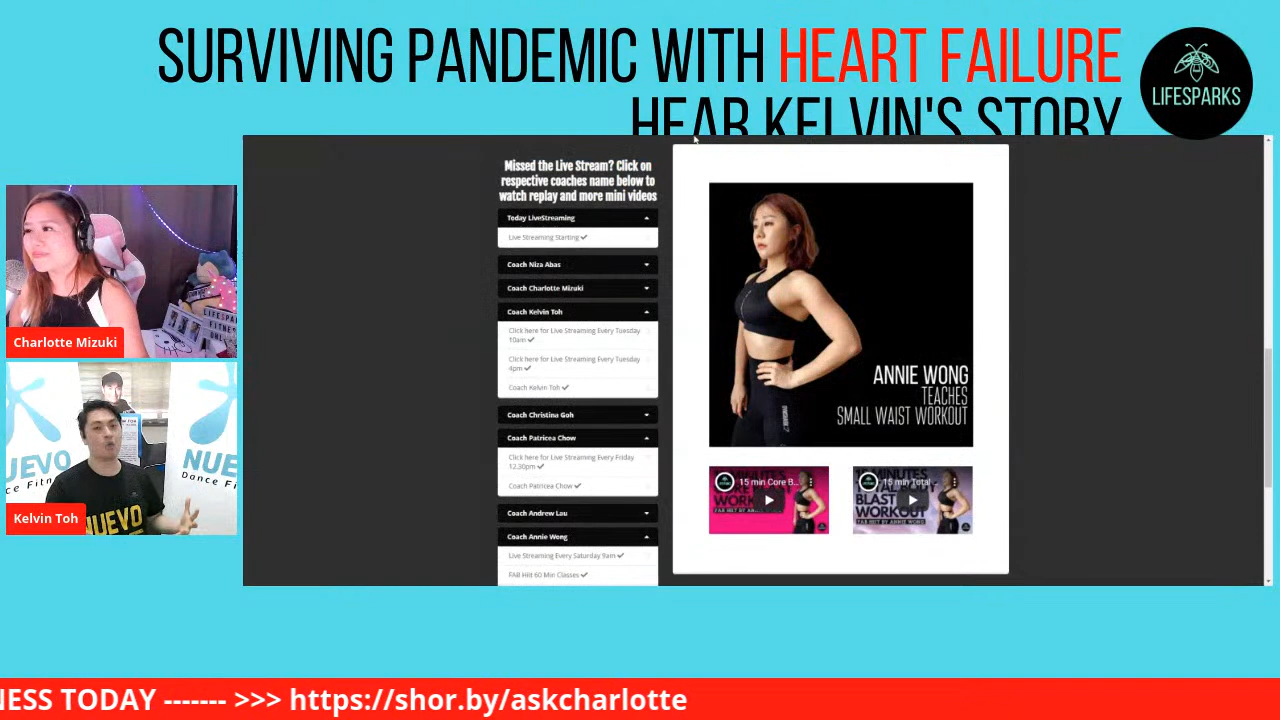 SURVIVING PANDEMIC WITH HEART FAILURE
HEAR KELVIN'S STORY
LIFESPARKS
Charlotte Mizuki
Kelvin Toh
NUEVO
Missed the Live Stream? Click on
respective coaches name below to
watch replay and more mini videos
Today LiveStreaming
Live Streaming Starting
Coach Niza Abas
Coach Charlotte Mizuki
Coach Kelvin Toh
Click here for Live Streaming Every Tuesday
10am
Click here for Live Streaming Every Tuesday
4pm
Coach Kelvin Toh
Coach Christina Goh
Coach Patricea Chow
Click here for Live Streaming Every Friday
12.30pm
Coach Patricea Chow
Coach Andrew Lau
Coach Annie Wong
Live Streaming Every Saturday 9am
FAB Hiit 60 Min Classes
ANNIE WONG
TEACHES
SMALL WAIST WORKOUT
15 min Core B...
15 min Total ...
NESS TODAY ------- >>> https://shor.by/askcharlotte